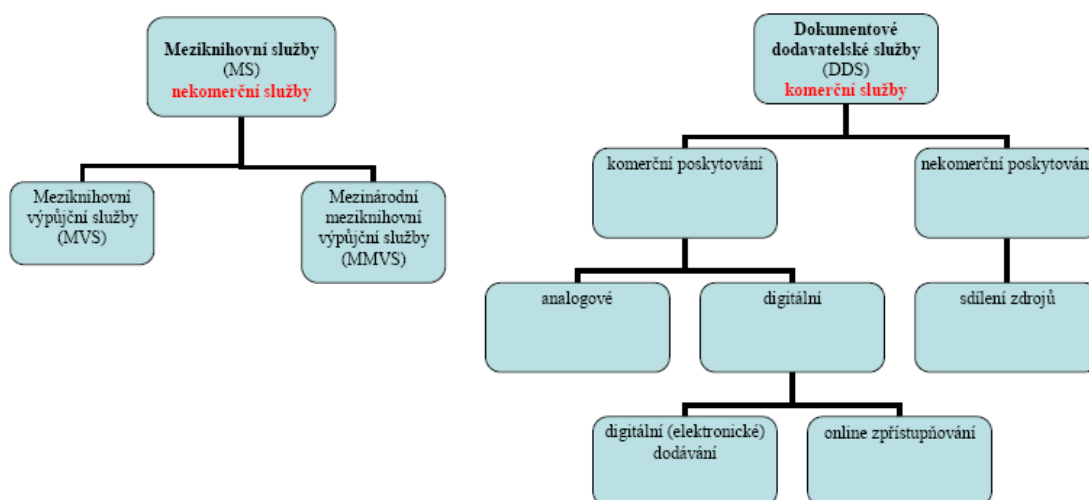 Meziknihovní služby
(MS)
nekomerční služby
Meziknihovní
výpůjční služby
(MVS)
Mezinárodní
meziknihovní
výpůjční služby
(MMVS)
Dokumentové
dodavatelské služby
(DDS)
komerční služby
komerční poskytování
nekomerční poskytování
analogové
digitální
sdílení zdrojů
digitální (elektronické)
dodávání
online zpřístupňování